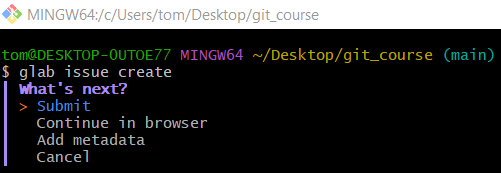 MINGW64:/c/Users/tom/Desktop/git_course
tom@DESKTOP-OUTOE77 MINGW64 ~/Desktop/git_course (main)
$ glab issue create
What's next?
> Submit
Continue in browser
Add metadata
Cancel